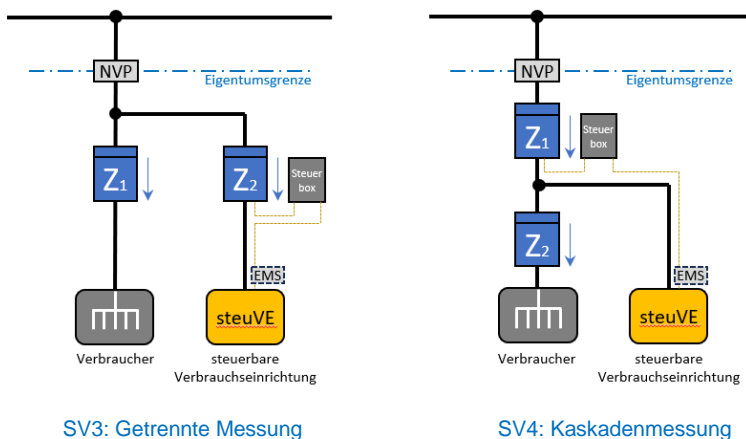 NVP
Eigentumsgrenze
Z1
Z2
Steuer
box
EMS
steuVE
Verbraucher
steuerbare
Verbrauchseinrichtung
SV3: Getrennte Messung
NVP
Eigentumsgrenze
Z1
Steuer
box
Z2
EMS
steuVE
Verbraucher
steuerbare
Verbrauchseinrichtung
SV4: Kaskadenmessung